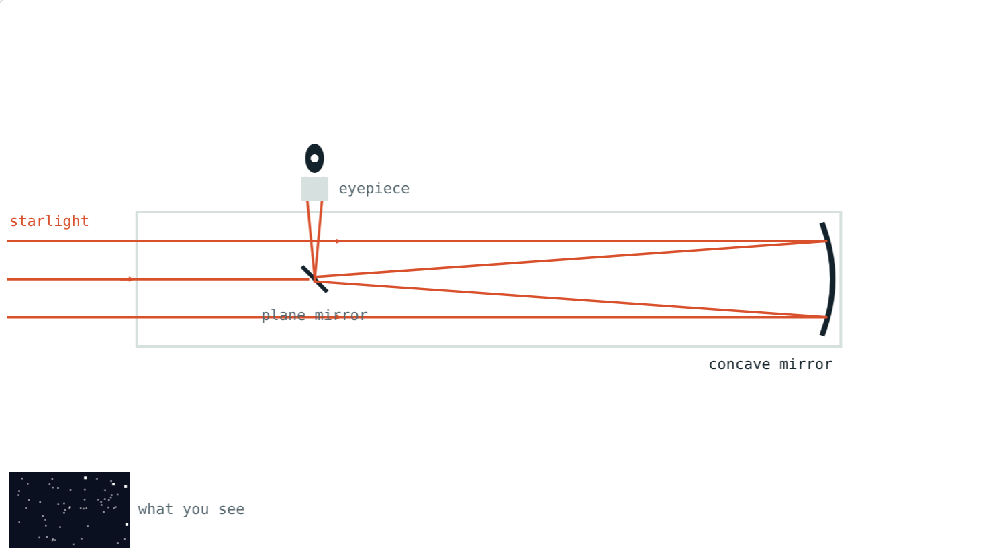 eyepiece
starlight
plane mirror
concave mirror
what you see